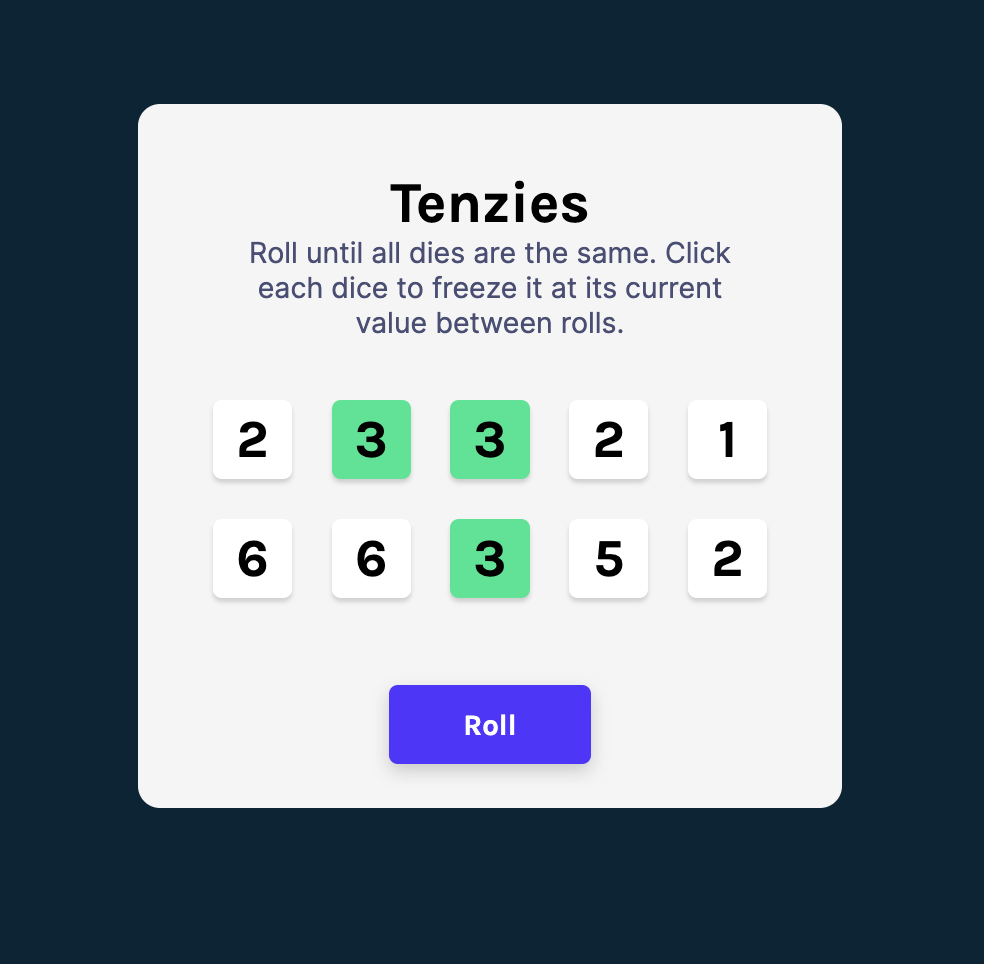 Tenzies
Roll until all dies are the same. Click
each dice to freeze it at its current
value between rolls.
2 3 3 2 1
6 6 3 5 2
Roll